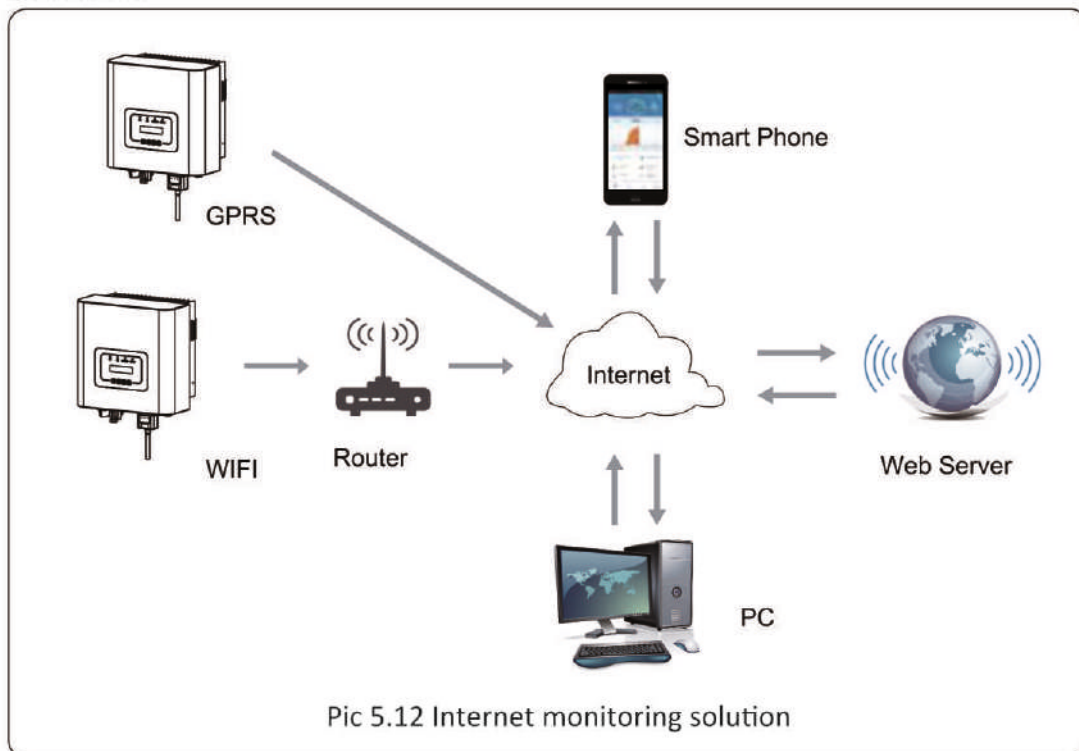 Smart Phone
GPRS
Internet
WIFI
Router
Web Server
PC
Pic 5.12 Internet monitoring solution